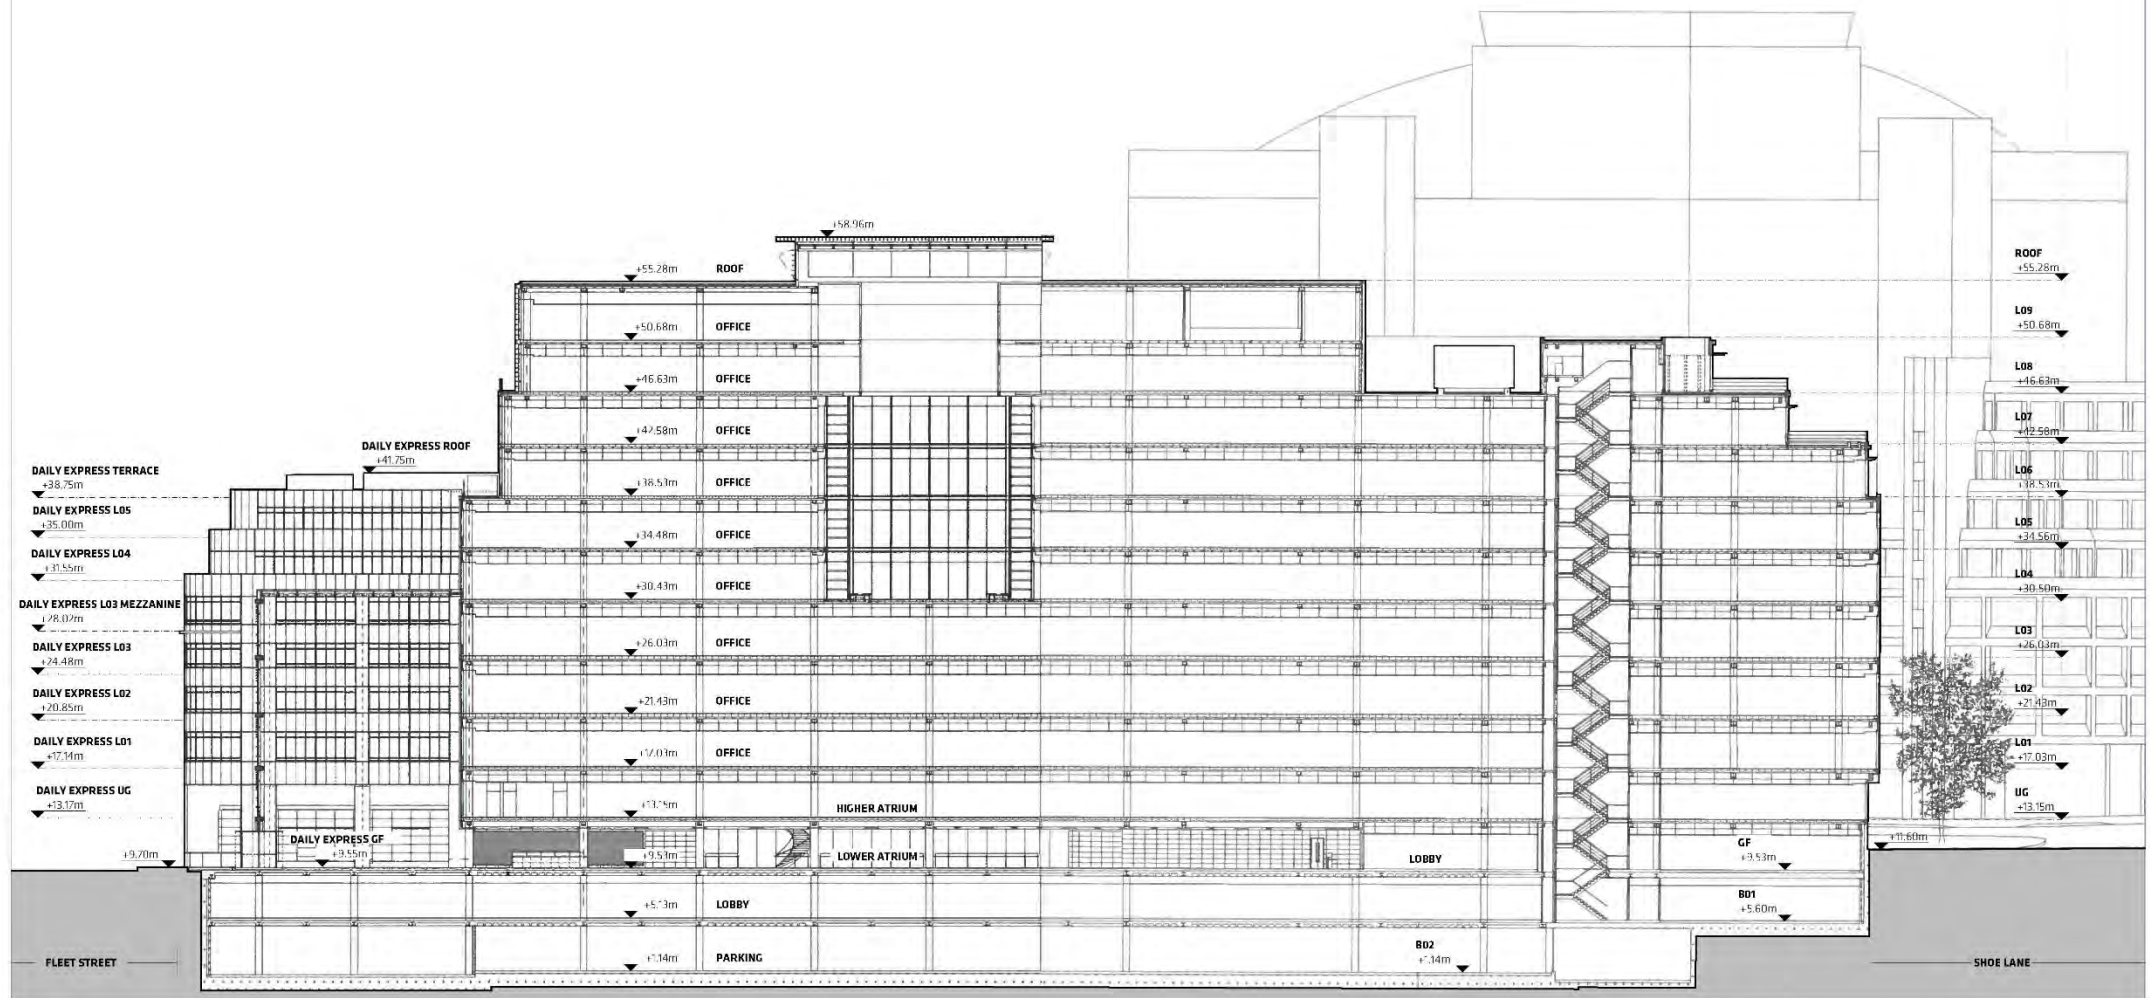 +58.96m
ROOF
+55.28m
+55.28m ROOF
L09
+50.68m
+50.68m OFFICE
L08
+46.63m
+46.63m OFFICE
L07
+42.58m
+42.58m OFFICE
DAILY EXPRESS ROOF
+41.75m
DAILY EXPRESS TERRACE
+38.75m
L06
+38.53m
+38.53m OFFICE
DAILY EXPRESS L05
+35.00m
L05
+34.56m
+34.48m OFFICE
DAILY EXPRESS L04
+31.55m
L04
+30.50m
+30.43m OFFICE
DAILY EXPRESS L03 MEZZANINE
+28.02m
L03
+26.03m
+26.03m OFFICE
DAILY EXPRESS L03
+24.48m
L02
+21.43m
+21.43m OFFICE
DAILY EXPRESS L02
+20.85m
DAILY EXPRESS L01
+17.14m
L01
+17.03m
+17.03m OFFICE
DAILY EXPRESS UG
+13.17m
UG
+13.15m
+13.15m HIGHER ATRIUM
+11.60m
DAILY EXPRESS GF
+9.55m
+9.70m
+9.53m LOWER ATRIUM
LOBBY
GF
+9.53m
B01
+5.60m
+5.13m LOBBY
B02
+1.14m
+1.14m PARKING
FLEET STREET
SHOE LANE